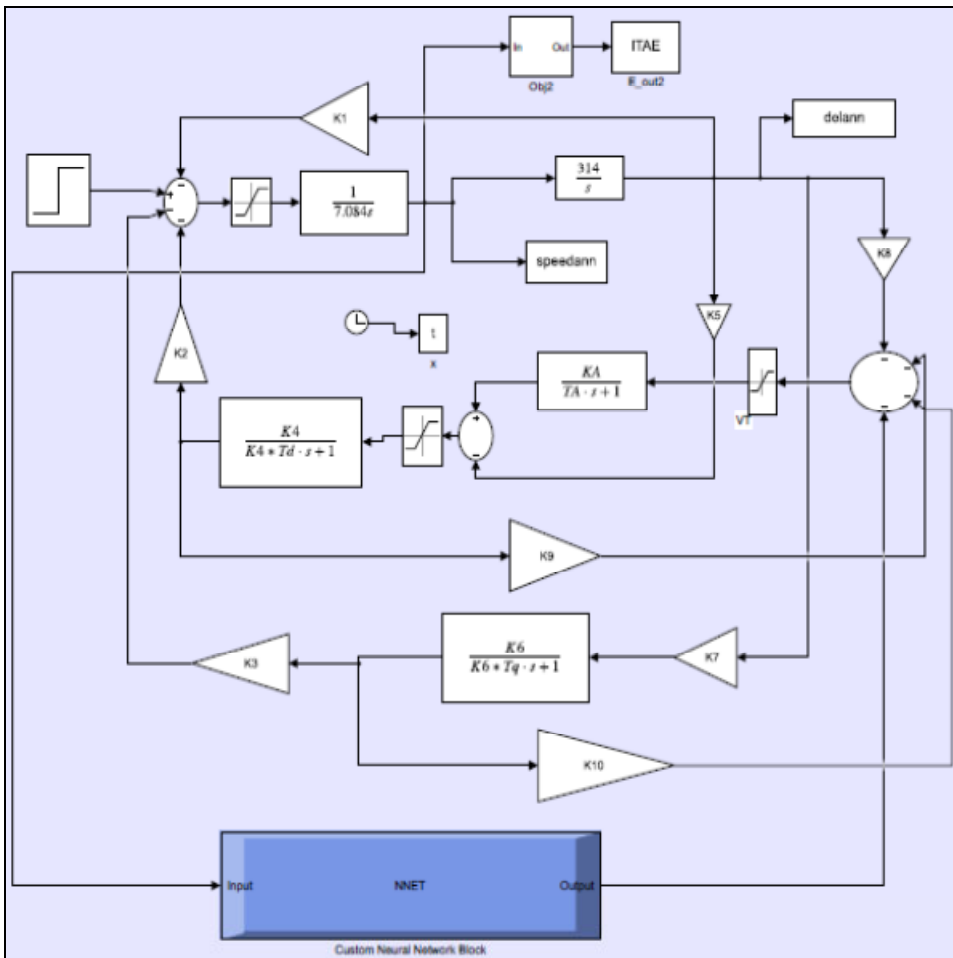 In Out
Obj2
ITAE
E_out2
K1
delann
314
s
1
7.084s
speedann
K8
K5
t
x
K2
KA
TA · s + 1
VT
K4
K4 * Td · s + 1
K9
K3
K6
K6 * Tq · s + 1
K7
K10
Input NNET Output
Custom Neural Network Block